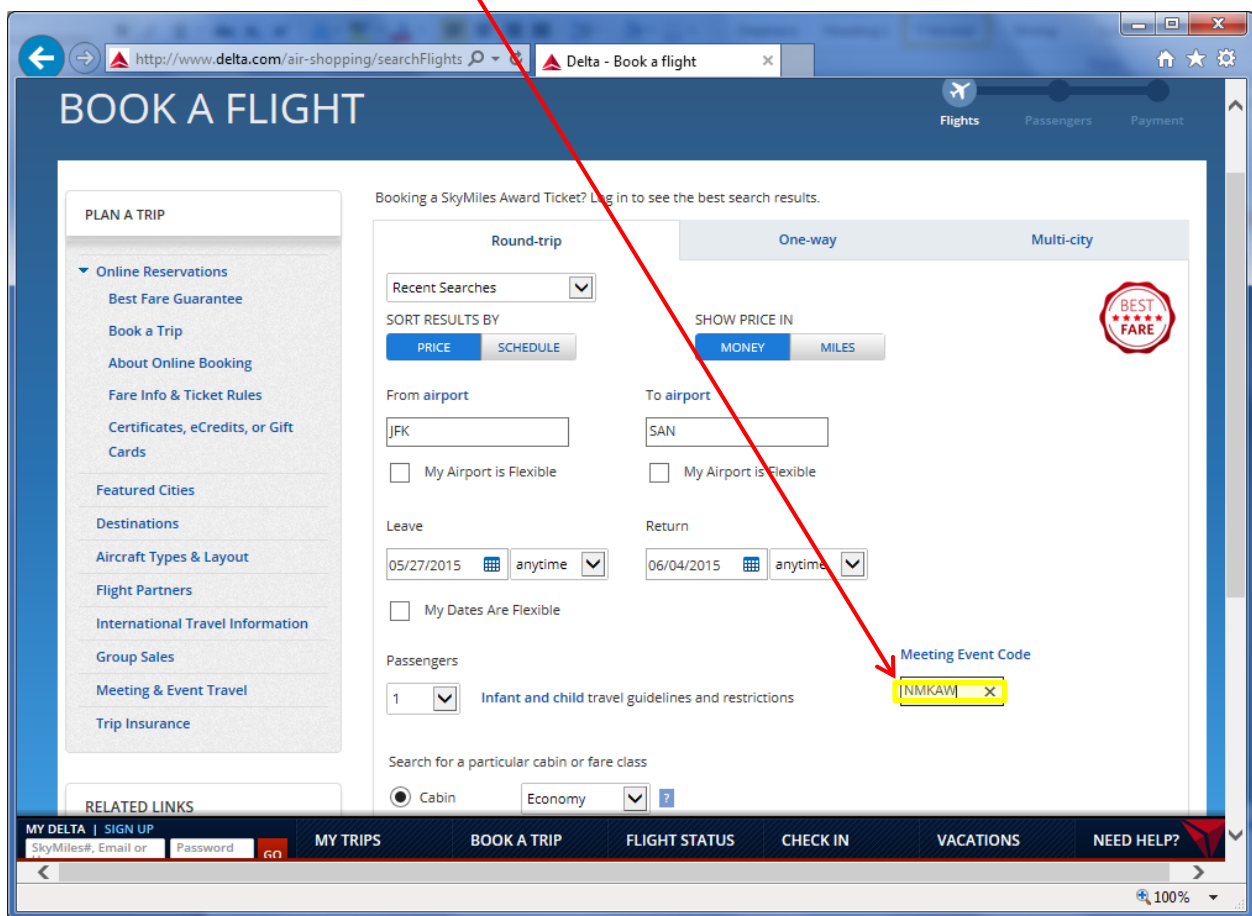 http://www.delta.com/air-shopping/searchFlights
Delta - Book a flight
BOOK A FLIGHT
Flights
Passengers
Payment
PLAN A TRIP
Online Reservations
Best Fare Guarantee
Book a Trip
About Online Booking
Fare Info & Ticket Rules
Certificates, eCredits, or Gift
Cards
Featured Cities
Destinations
Aircraft Types & Layout
Flight Partners
International Travel Information
Group Sales
Meeting & Event Travel
Trip Insurance
RELATED LINKS
Booking a SkyMiles Award Ticket? Log in to see the best search results.
Round-trip
One-way
Multi-city
Recent Searches
BEST
FARE
SORT RESULTS BY
SHOW PRICE IN
PRICE
SCHEDULE
MONEY
MILES
From airport
To airport
JFK
SAN
My Airport is Flexible
My Airport is Flexible
Leave
Return
05/27/2015
anytime
06/04/2015
anytime
My Dates Are Flexible
Passengers
Meeting Event Code
1
Infant and child travel guidelines and restrictions
NMKAW
Search for a particular cabin or fare class
Cabin
Economy
?
MY DELTA | SIGN UP
SkyMiles#, Email or
Password
GO
MY TRIPS
BOOK A TRIP
FLIGHT STATUS
CHECK IN
VACATIONS
NEED HELP?
100%